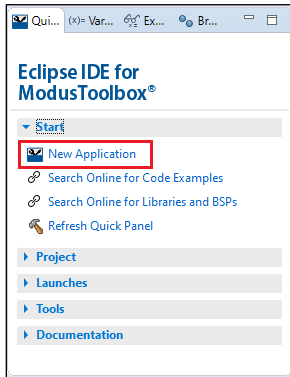 Qui... (x)= Var... Ex... Br...
Eclipse IDE for
ModusToolbox®
Start
New Application
Search Online for Code Examples
Search Online for Libraries and BSPs
Refresh Quick Panel
Project
Launches
Tools
Documentation